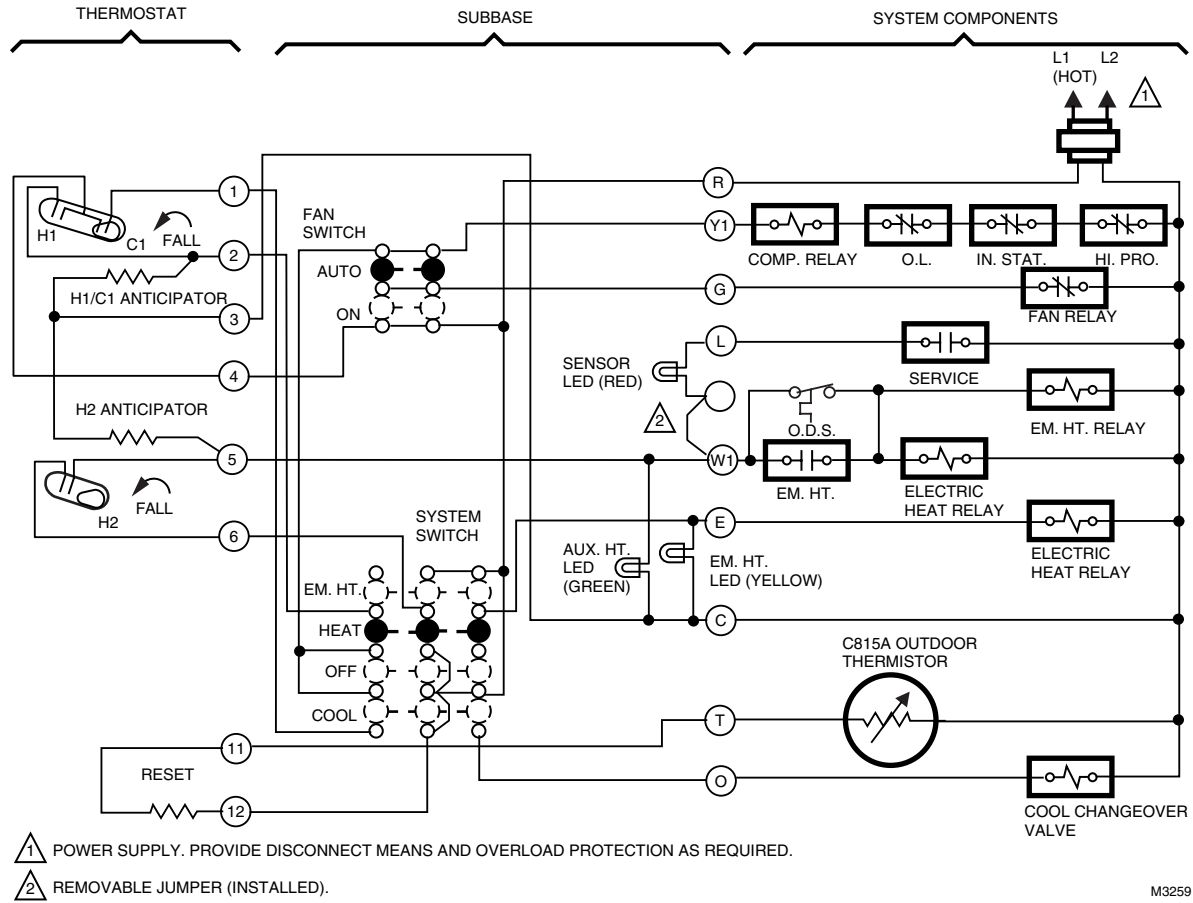 THERMOSTAT
SUBBASE
SYSTEM COMPONENTS
L1
(HOT)
L2
1
1
R
H1
C1
FALL
2
FAN
SWITCH
Y1
COMP. RELAY
O.L.
IN. STAT.
HI. PRO.
AUTO
H1/C1 ANTICIPATOR
3
ON
G
FAN RELAY
4
SENSOR
LED (RED)
L
SERVICE
2
O.D.S.
EM. HT. RELAY
H2 ANTICIPATOR
5
W1
EM. HT.
ELECTRIC
HEAT RELAY
H2
FALL
6
SYSTEM
SWITCH
E
ELECTRIC
HEAT RELAY
AUX. HT.
LED
(GREEN)
EM. HT.
LED (YELLOW)
EM. HT.
HEAT
OFF
COOL
C
C815A OUTDOOR
THERMISTOR
T
11
RESET
12
O
COOL CHANGEOVER
VALVE
1 POWER SUPPLY. PROVIDE DISCONNECT MEANS AND OVERLOAD PROTECTION AS REQUIRED.
2 REMOVABLE JUMPER (INSTALLED).
M3259